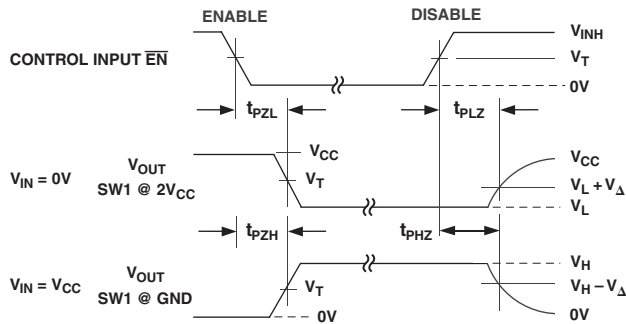 ENABLE DISABLE
CONTROL INPUT E̅N̅
V_INH
V_T
0V
t_PZL t_PLZ
V_IN = 0V
V_OUT
SW1 @ 2V_CC
V_CC
V_T
V_CC
V_L + V_Δ
V_L
t_PZH t_PHZ
V_IN = V_CC
V_OUT
SW1 @ GND
V_T
0V
V_H
V_H – V_Δ
0V